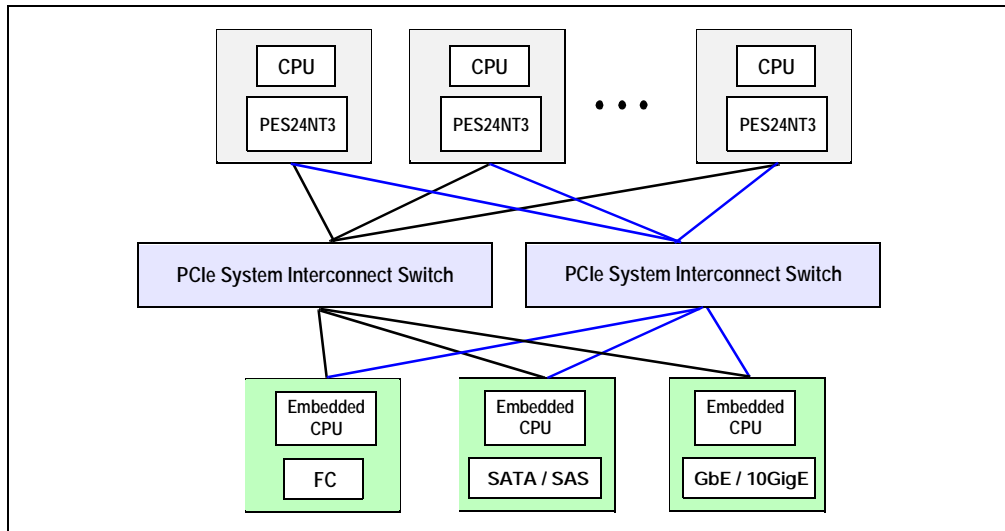 CPU
PES24NT3
CPU
PES24NT3
CPU
PES24NT3
PCIe System Interconnect Switch
PCIe System Interconnect Switch
Embedded
CPU
FC
Embedded
CPU
SATA / SAS
Embedded
CPU
GbE / 10GigE